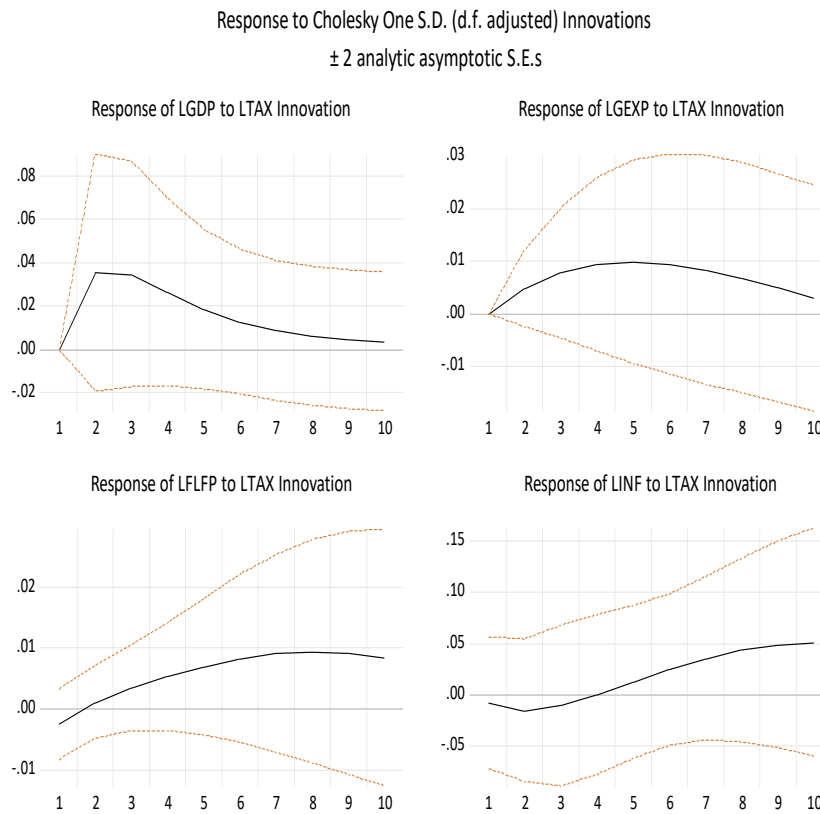 Response to Cholesky One S.D. (d.f. adjusted) Innovations
± 2 analytic asymptotic S.E.s
Response of LGDP to LTAX Innovation
.08
.06
.04
.02
.00
-.02
1 2 3 4 5 6 7 8 9 10
Response of LGEXP to LTAX Innovation
.03
.02
.01
.00
-.01
1 2 3 4 5 6 7 8 9 10
Response of LFLFP to LTAX Innovation
.02
.01
.00
-.01
1 2 3 4 5 6 7 8 9 10
Response of LINF to LTAX Innovation
.15
.10
.05
.00
-.05
1 2 3 4 5 6 7 8 9 10